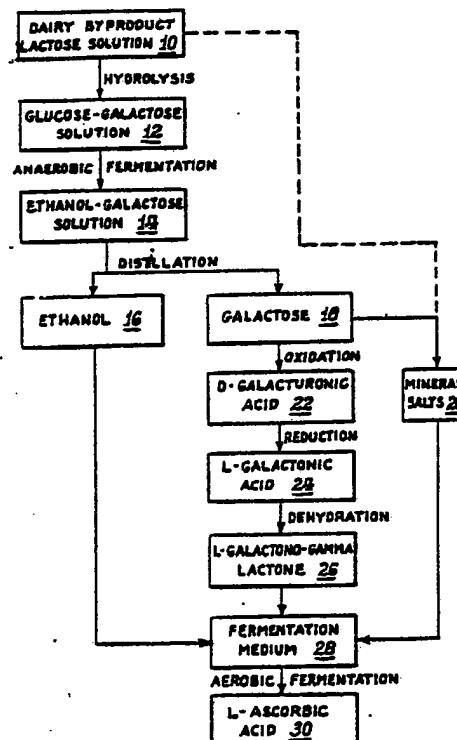 DAIRY BYPRODUCT
LACTOSE SOLUTION 10
HYDROLYSIS
GLUCOSE-GALACTOSE
SOLUTION 12
ANAEROBIC FERMENTATION
ETHANOL-GALACTOSE
SOLUTION 14
DISTILLATION
ETHANOL 16
GALACTOSE 18
OXIDATION
D-GALACTURONIC
ACID 22
MINERAL
SALTS
REDUCTION
L-GALACTONIC
ACID 24
DEHYDRATION
L-GALACTONO-GAMMA
LACTONE 26
FERMENTATION
MEDIUM 28
AEROBIC FERMENTATION
L-ASCORBIC
ACID 30